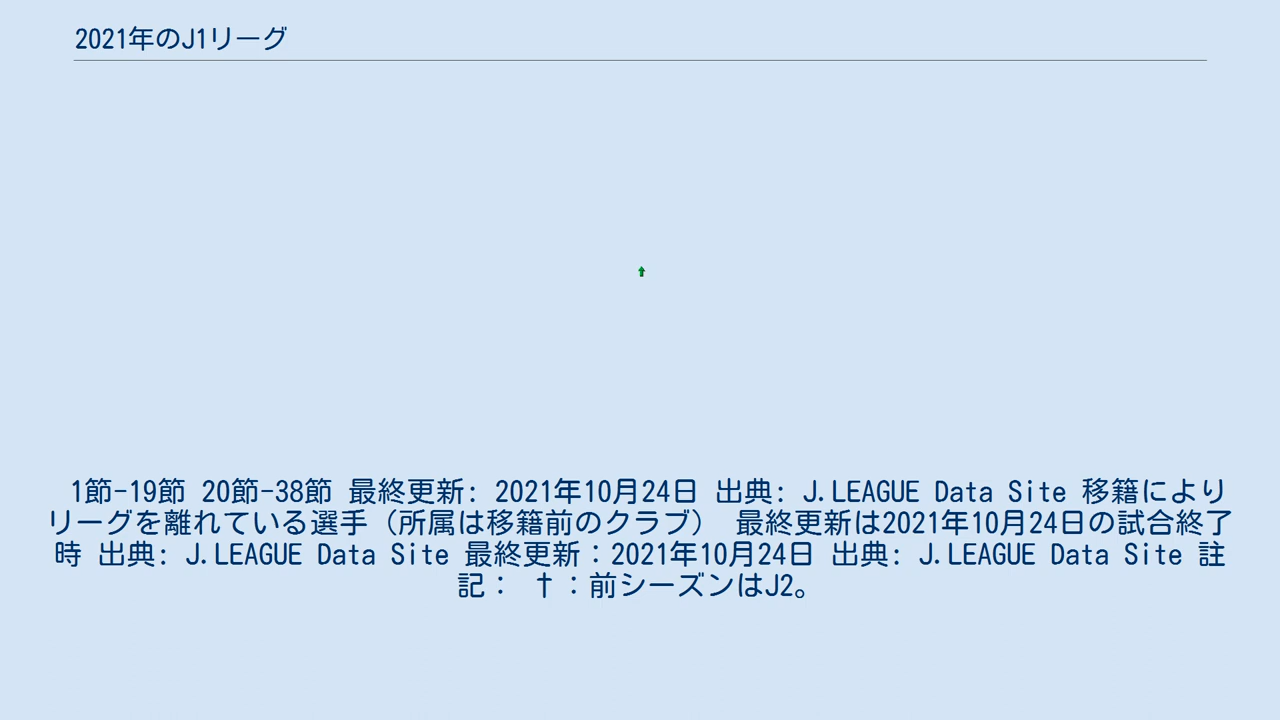 2021年のJ1リーグ
1節-19節 20節-38節 最終更新: 2021年10月24日 出典: J.LEAGUE Data Site 移籍により
リーグを離れている選手（所属は移籍前のクラブ） 最終更新は2021年10月24日の試合終了
時 出典: J.LEAGUE Data Site 最終更新：2021年10月24日 出典: J.LEAGUE Data Site 註
記： †：前シーズンはJ2。